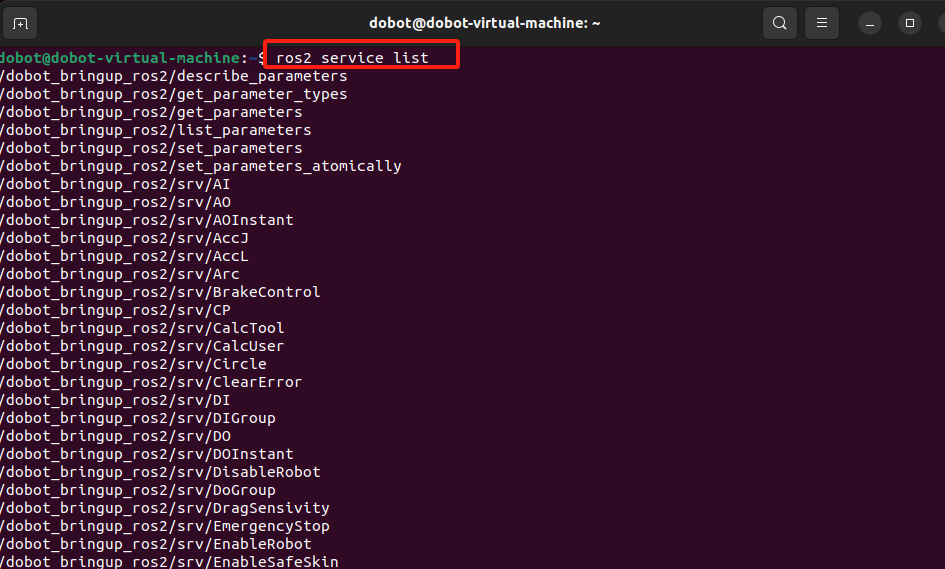 dobot@dobot-virtual-machine: ~
dobot@dobot-virtual-machine:~$ ros2 service list
/dobot_bringup_ros2/describe_parameters
/dobot_bringup_ros2/get_parameter_types
/dobot_bringup_ros2/get_parameters
/dobot_bringup_ros2/list_parameters
/dobot_bringup_ros2/set_parameters
/dobot_bringup_ros2/set_parameters_atomically
/dobot_bringup_ros2/srv/AI
/dobot_bringup_ros2/srv/AO
/dobot_bringup_ros2/srv/AOInstant
/dobot_bringup_ros2/srv/AccJ
/dobot_bringup_ros2/srv/AccL
/dobot_bringup_ros2/srv/Arc
/dobot_bringup_ros2/srv/BrakeControl
/dobot_bringup_ros2/srv/CP
/dobot_bringup_ros2/srv/CalcTool
/dobot_bringup_ros2/srv/CalcUser
/dobot_bringup_ros2/srv/Circle
/dobot_bringup_ros2/srv/ClearError
/dobot_bringup_ros2/srv/DI
/dobot_bringup_ros2/srv/DIGroup
/dobot_bringup_ros2/srv/DO
/dobot_bringup_ros2/srv/DOInstant
/dobot_bringup_ros2/srv/DisableRobot
/dobot_bringup_ros2/srv/DoGroup
/dobot_bringup_ros2/srv/DragSensivity
/dobot_bringup_ros2/srv/EmergencyStop
/dobot_bringup_ros2/srv/EnableRobot
/dobot_bringup_ros2/srv/EnableSafeSkin